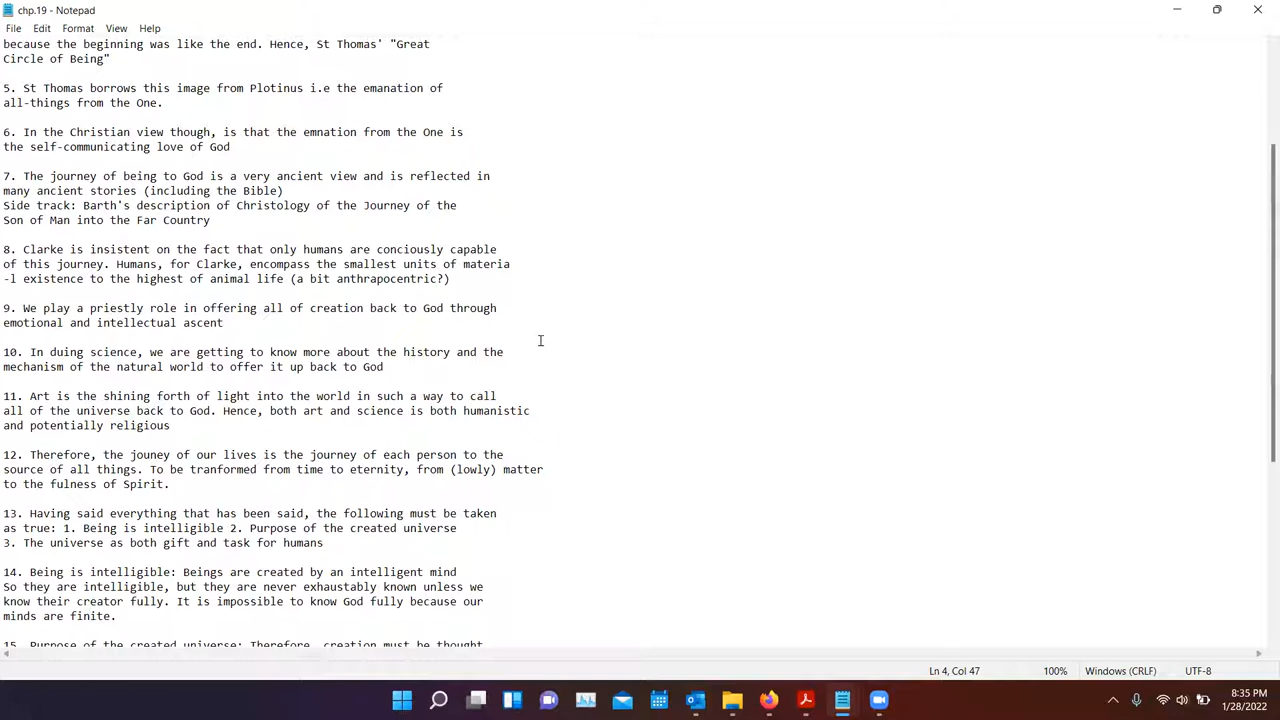 chp.19 - Notepad
File Edit Format View Help
because the beginning was like the end. Hence, St Thomas' "Great
Circle of Being"
5. St Thomas borrows this image from Plotinus i.e the emanation of
all-things from the One.
6. In the Christian view though, is that the emnation from the One is
the self-communicating love of God
7. The journey of being to God is a very ancient view and is reflected in
many ancient stories (including the Bible)
Side track: Barth's description of Christology of the Journey of the
Son of Man into the Far Country
8. Clarke is insistent on the fact that only humans are conciously capable
of this journey. Humans, for Clarke, encompass the smallest units of materia
-l existence to the highest of animal life (a bit anthrapocentric?)
9. We play a priestly role in offering all of creation back to God through
emotional and intellectual ascent
10. In duing science, we are getting to know more about the history and the
mechanism of the natural world to offer it up back to God
11. Art is the shining forth of light into the world in such a way to call
all of the universe back to God. Hence, both art and science is both humanistic
and potentially religious
12. Therefore, the jouney of our lives is the journey of each person to the
source of all things. To be tranformed from time to eternity, from (lowly) matter
to the fulness of Spirit.
13. Having said everything that has been said, the following must be taken
as true: 1. Being is intelligible 2. Purpose of the created universe
3. The universe as both gift and task for humans
14. Being is intelligible: Beings are created by an intelligent mind
So they are intelligible, but they are never exhaustably known unless we
know their creator fully. It is impossible to know God fully because our
minds are finite.
15. Purpose of the created universe: Therefore, creation must be thought
Ln 4, Col 47 100% Windows (CRLF) UTF-8
8:35 PM
1/28/2022